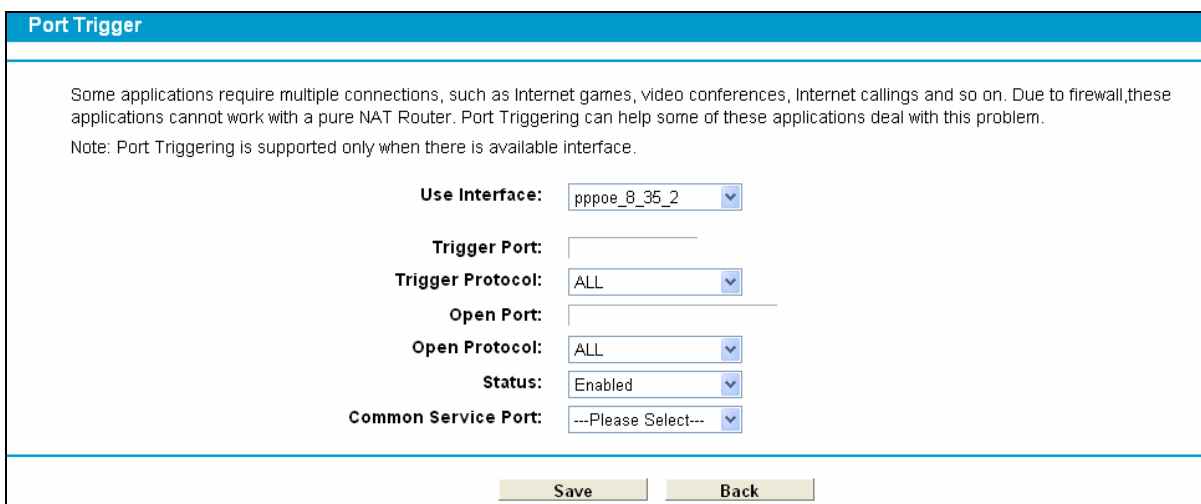 Port Trigger
Some applications require multiple connections, such as Internet games, video conferences, Internet callings and so on. Due to firewall,these
applications cannot work with a pure NAT Router. Port Triggering can help some of these applications deal with this problem.
Note: Port Triggering is supported only when there is available interface.
Use Interface: pppoe_8_35_2
Trigger Port:
Trigger Protocol: ALL
Open Port:
Open Protocol: ALL
Status: Enabled
Common Service Port: ---Please Select---
Save Back